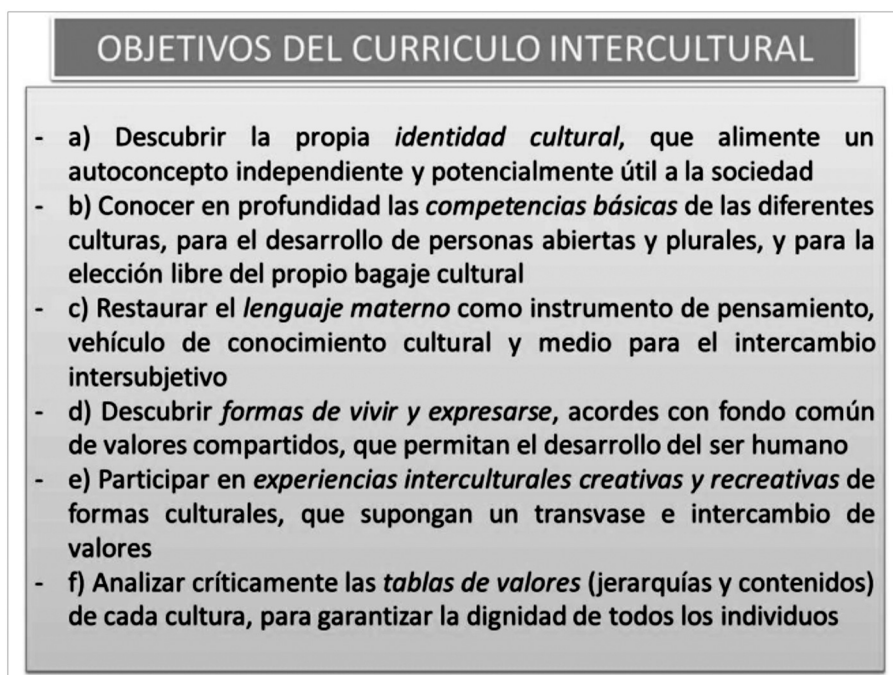 OBJETIVOS DEL CURRICULO INTERCULTURAL
- a) Descubrir la propia identidad cultural, que alimente un
autoconcepto independiente y potencialmente útil a la sociedad
- b) Conocer en profundidad las competencias básicas de las diferentes
culturas, para el desarrollo de personas abiertas y plurales, y para la
elección libre del propio bagaje cultural
- c) Restaurar el lenguaje materno como instrumento de pensamiento,
vehículo de conocimiento cultural y medio para el intercambio
intersubjetivo
- d) Descubrir formas de vivir y expresarse, acordes con fondo común
de valores compartidos, que permitan el desarrollo del ser humano
- e) Participar en experiencias interculturales creativas y recreativas de
formas culturales, que supongan un transvase e intercambio de
valores
- f) Analizar críticamente las tablas de valores (jerarquías y contenidos)
de cada cultura, para garantizar la dignidad de todos los individuos